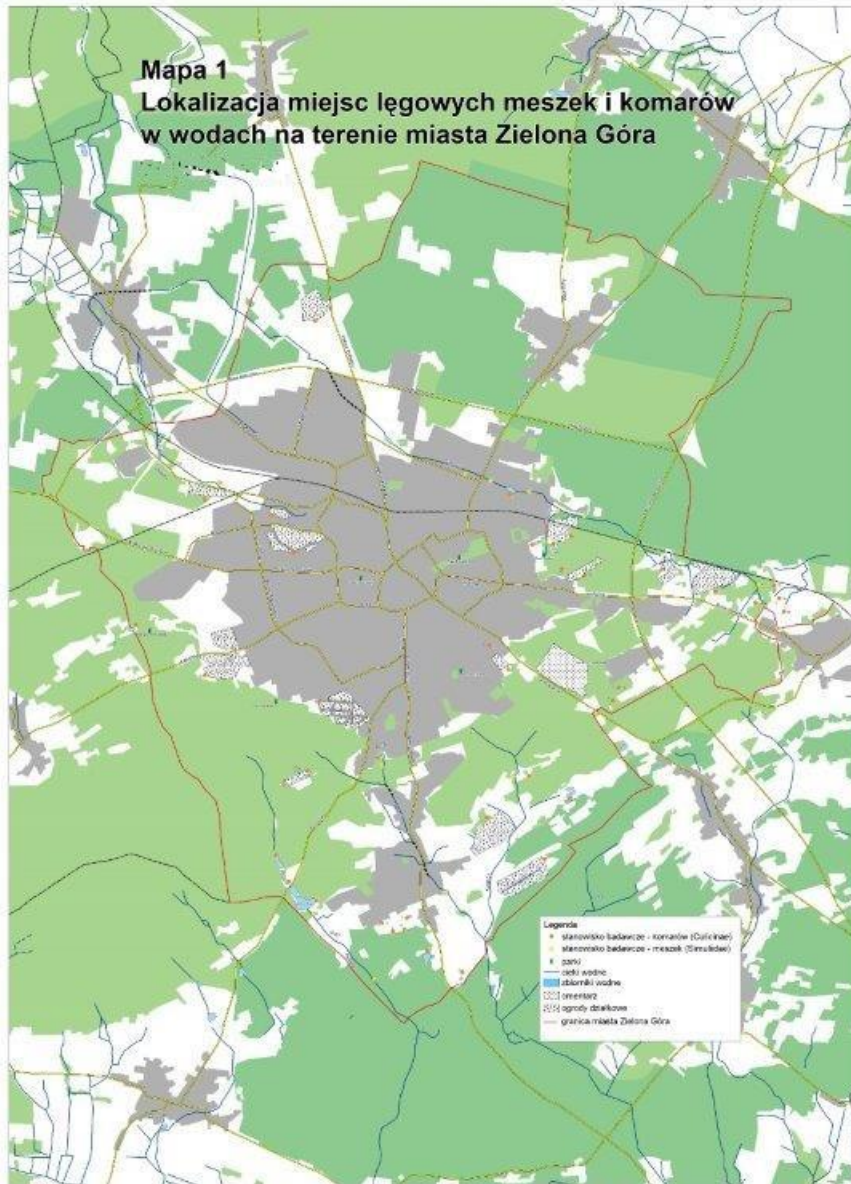 Mapa 1
Lokalizacja miejsc lęgowych meszek i komarów
w wodach na terenie miasta Zielona Góra
Legenda
stanowisko badawcze - komarów (Culicinae)
stanowisko badawcze - meszek (Simuliidae)
parki
cieki wodne
zbiorniki wodne
cmentarz
ogrody działkowe
granica miasta Zielona Góra